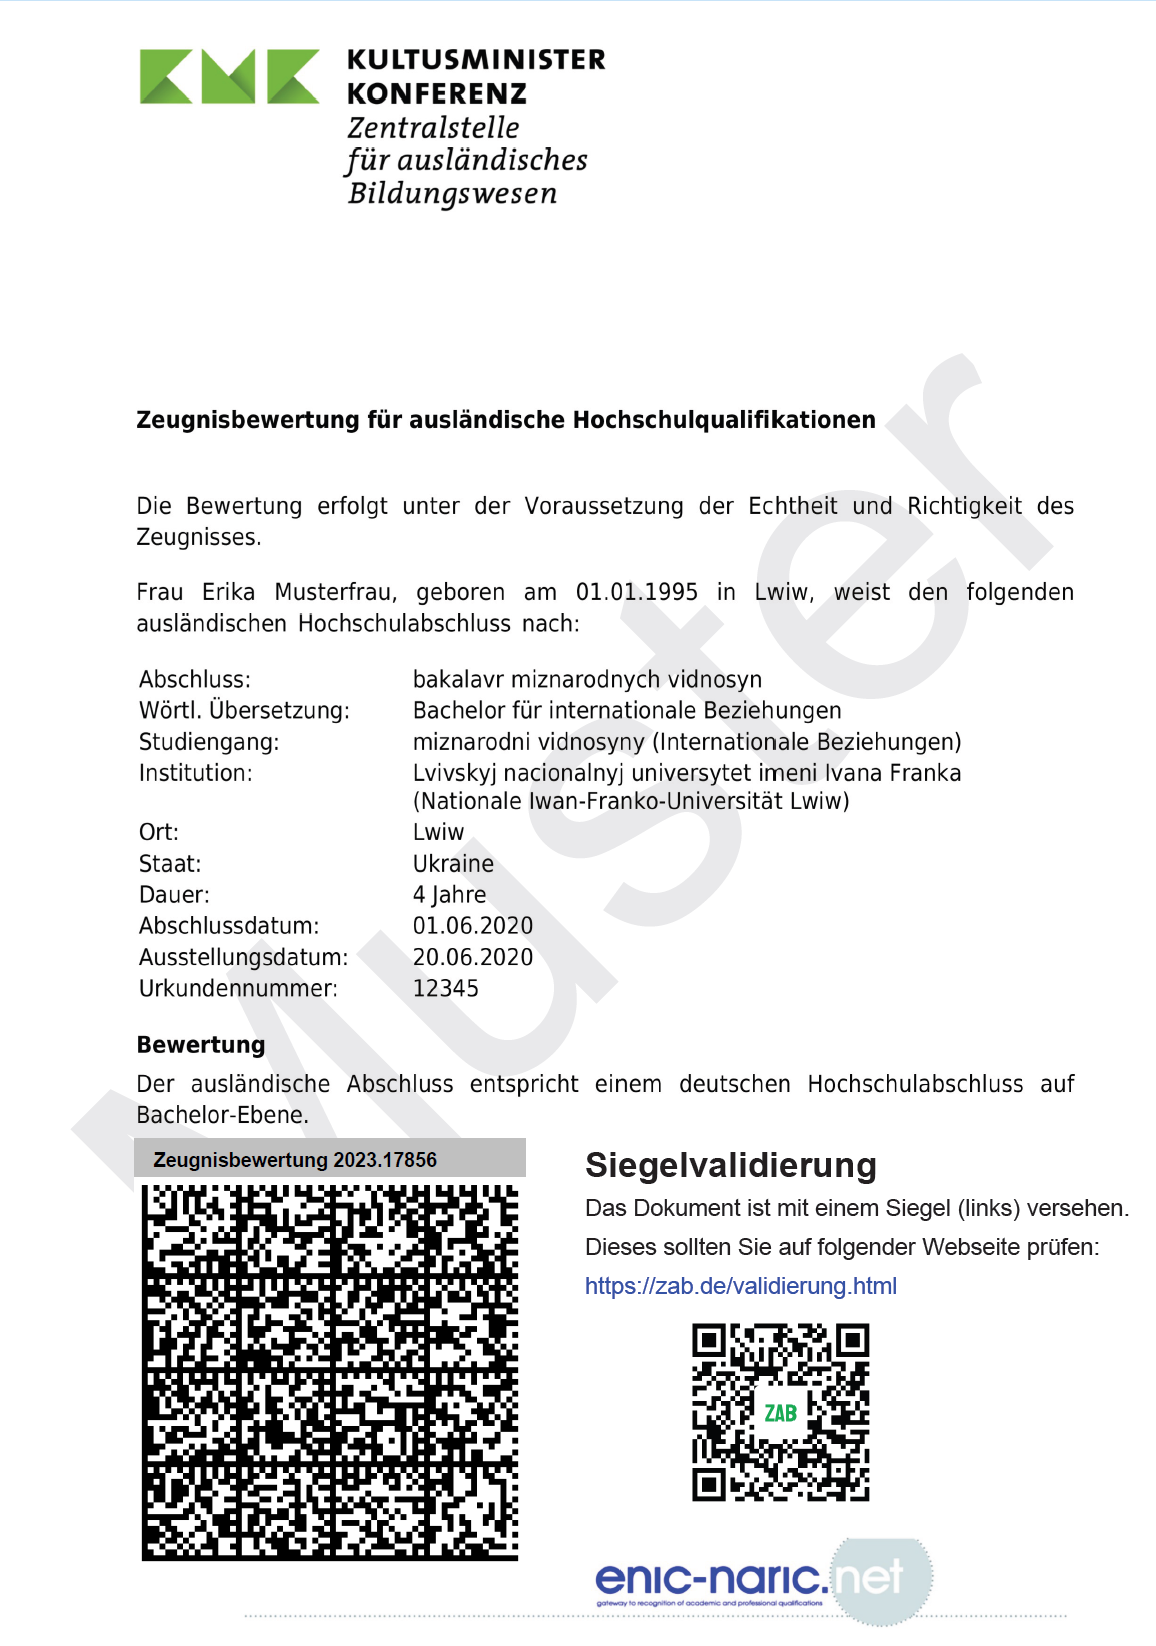 KULTUSMINISTER
KONFERENZ
Zentralstelle
für ausländisches
Bildungswesen
Zeugnisbewertung für ausländische Hochschulqualifikationen
Die Bewertung erfolgt unter der Voraussetzung der Echtheit und Richtigkeit des
Zeugnisses.
Frau Erika Musterfrau, geboren am 01.01.1995 in Lwiw, weist den folgenden
ausländischen Hochschulabschluss nach:
Abschluss: bakalavr miznarodnych vidnosyn
Wörtl. Übersetzung: Bachelor für internationale Beziehungen
Studiengang: miznarodni vidnosyny (Internationale Beziehungen)
Institution: Lvivskyj nacionalnyj universytet imeni Ivana Franka
(Nationale Iwan-Franko-Universität Lwiw)
Ort: Lwiw
Staat: Ukraine
Dauer: 4 Jahre
Abschlussdatum: 01.06.2020
Ausstellungsdatum: 20.06.2020
Urkundennummer: 12345
Muster
Bewertung
Der ausländische Abschluss entspricht einem deutschen Hochschulabschluss auf
Bachelor-Ebene.
Zeugnisbewertung 2023.17856
Siegelvalidierung
Das Dokument ist mit einem Siegel (links) versehen.
Dieses sollten Sie auf folgender Webseite prüfen:
https://zab.de/validierung.html
ZAB
enic-naric.net
gateway to recognition of academic and professional qualifications